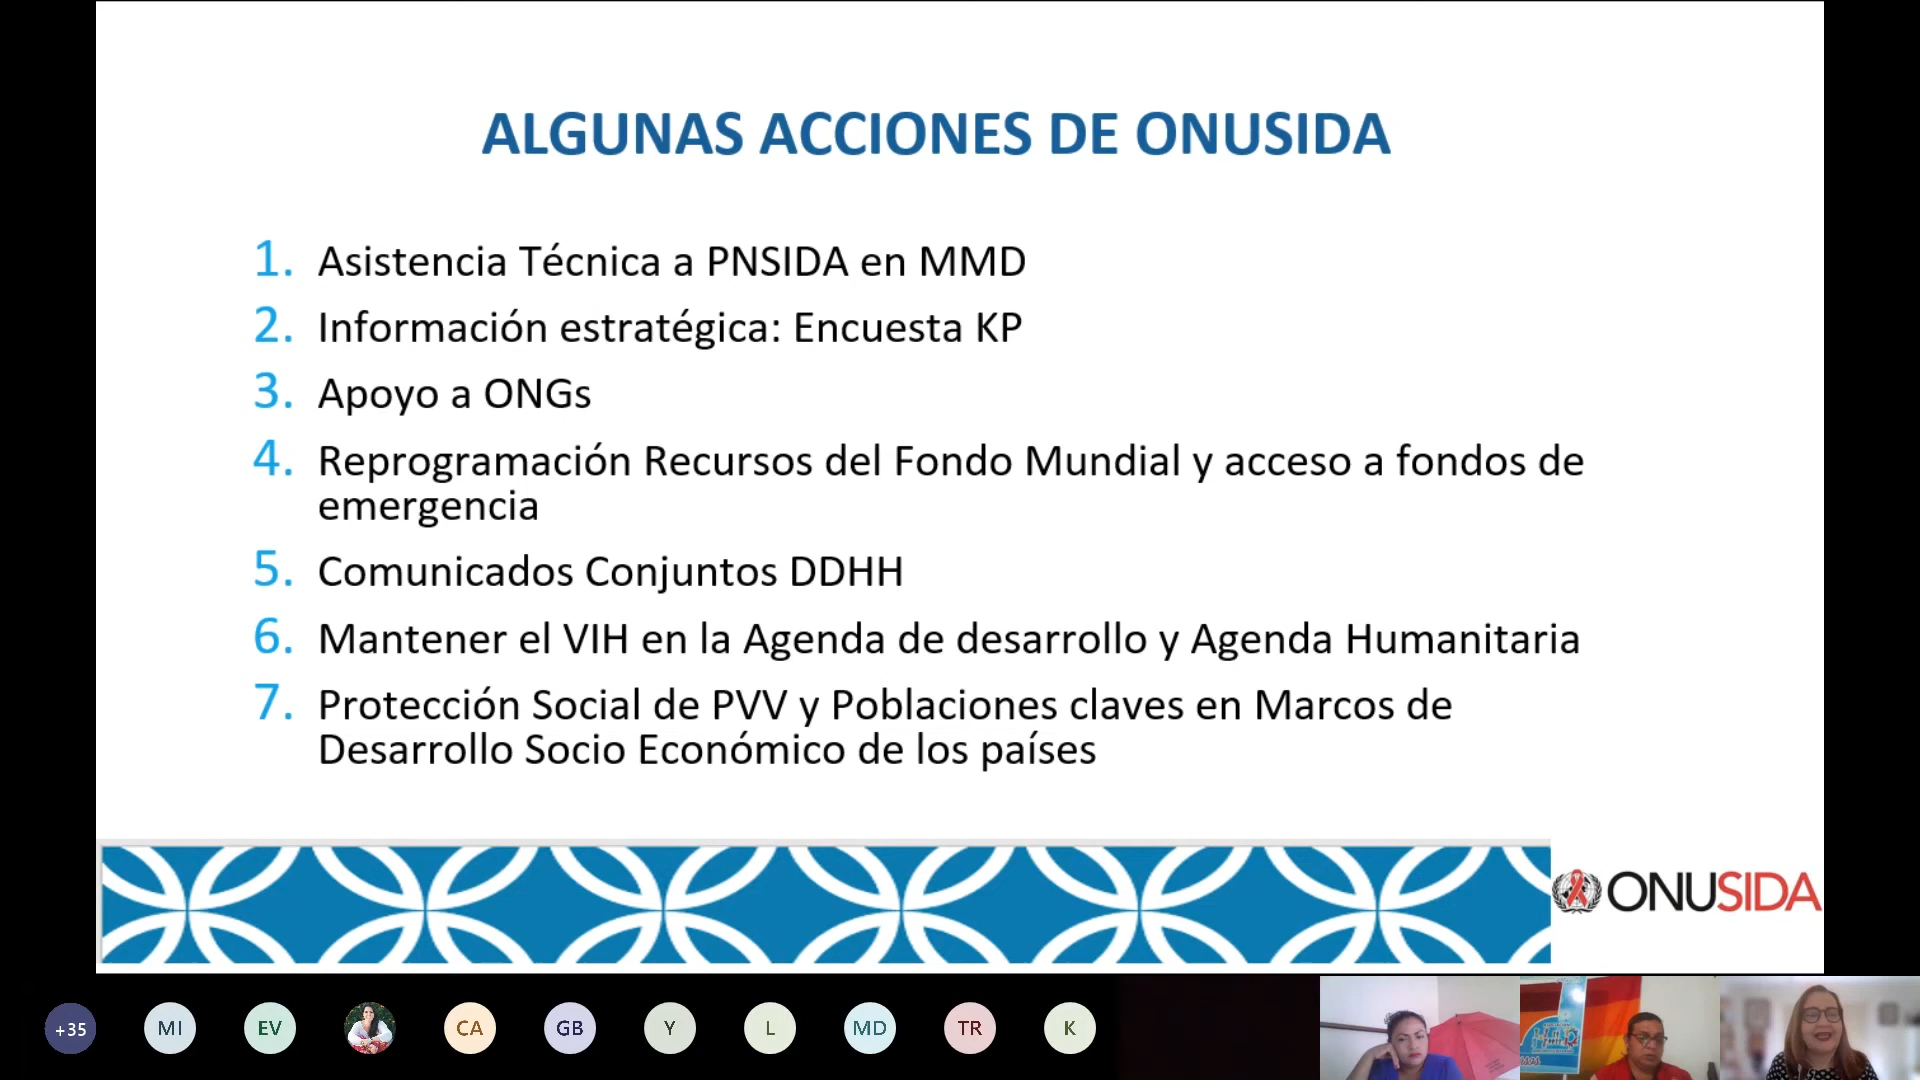 ALGUNAS ACCIONES DE ONUSIDA
1. Asistencia Técnica a PNSIDA en MMD
2. Información estratégica: Encuesta KP
3. Apoyo a ONGs
4. Reprogramación Recursos del Fondo Mundial y acceso a fondos de
emergencia
5. Comunicados Conjuntos DDHH
6. Mantener el VIH en la Agenda de desarrollo y Agenda Humanitaria
7. Protección Social de PVV y Poblaciones claves en Marcos de
Desarrollo Socio Económico de los países
ONUSIDA
+35 MI EV CA GB Y L MD TR K